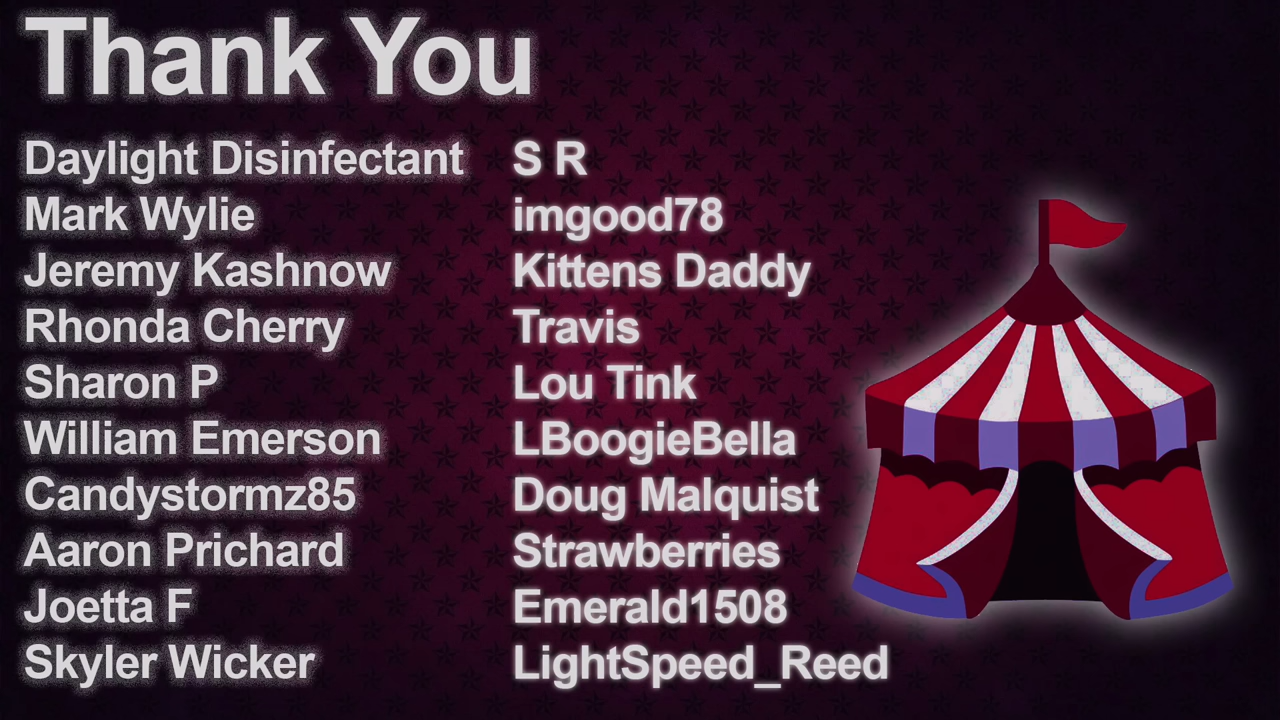 Thank You
Daylight Disinfectant
Mark Wylie
Jeremy Kashnow
Rhonda Cherry
Sharon P
William Emerson
Candystormz85
Aaron Prichard
Joetta F
Skyler Wicker
S R
imgood78
Kittens Daddy
Travis
Lou Tink
LBoogieBella
Doug Malquist
Strawberries
Emerald1508
LightSpeed_Reed